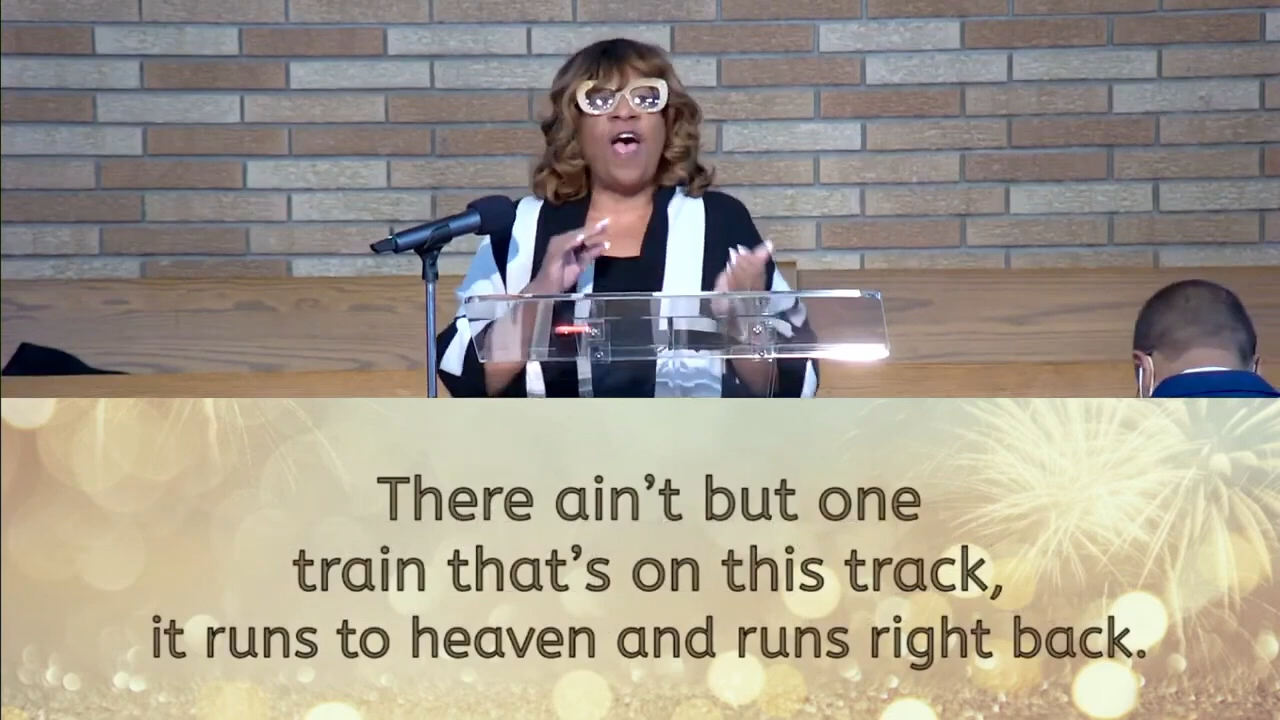 There ain’t but one
train that’s on this track,
it runs to heaven and runs right back.